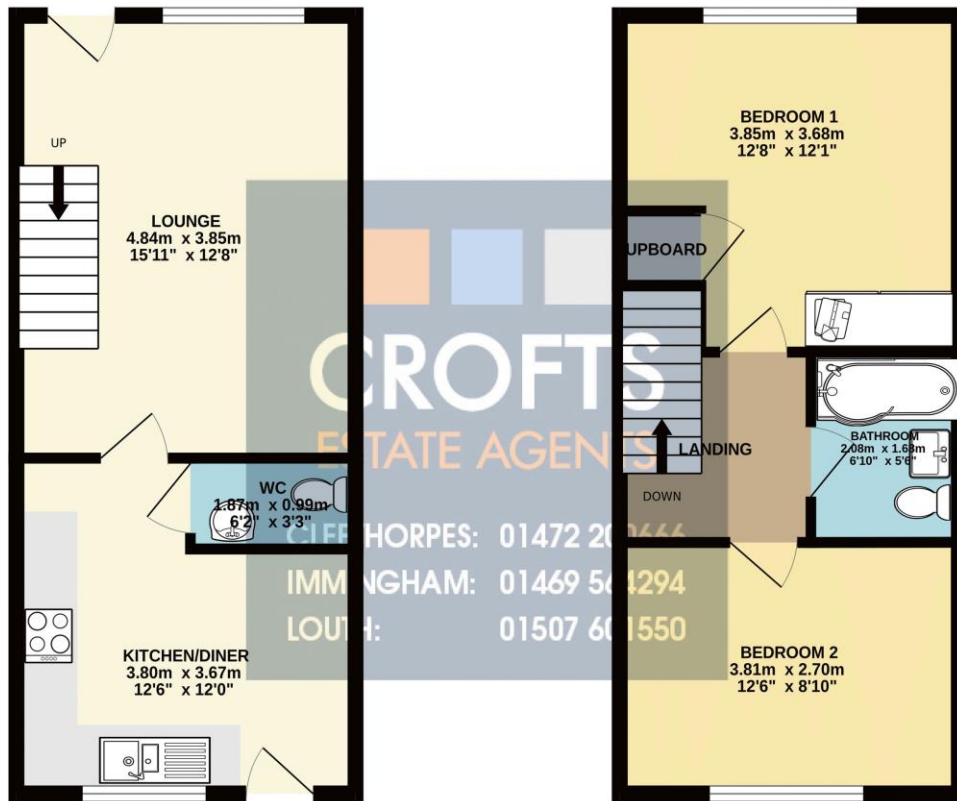 UP
LOUNGE
4.84m x 3.85m
15'11" x 12'8"
WC
1.87m x 0.99m
6'2" x 3'3"
KITCHEN/DINER
3.80m x 3.67m
12'6" x 12'0"
BEDROOM 1
3.85m x 3.68m
12'8" x 12'1"
UPBOARD
LANDING
DOWN
BATHROOM
2.08m x 1.68m
6'10" x 5'6"
BEDROOM 2
3.81m x 2.70m
12'6" x 8'10"
CROFTS
ESTATE AGENTS
IMMINGHAM: 01469 564294
LOUTH: 01507 601550